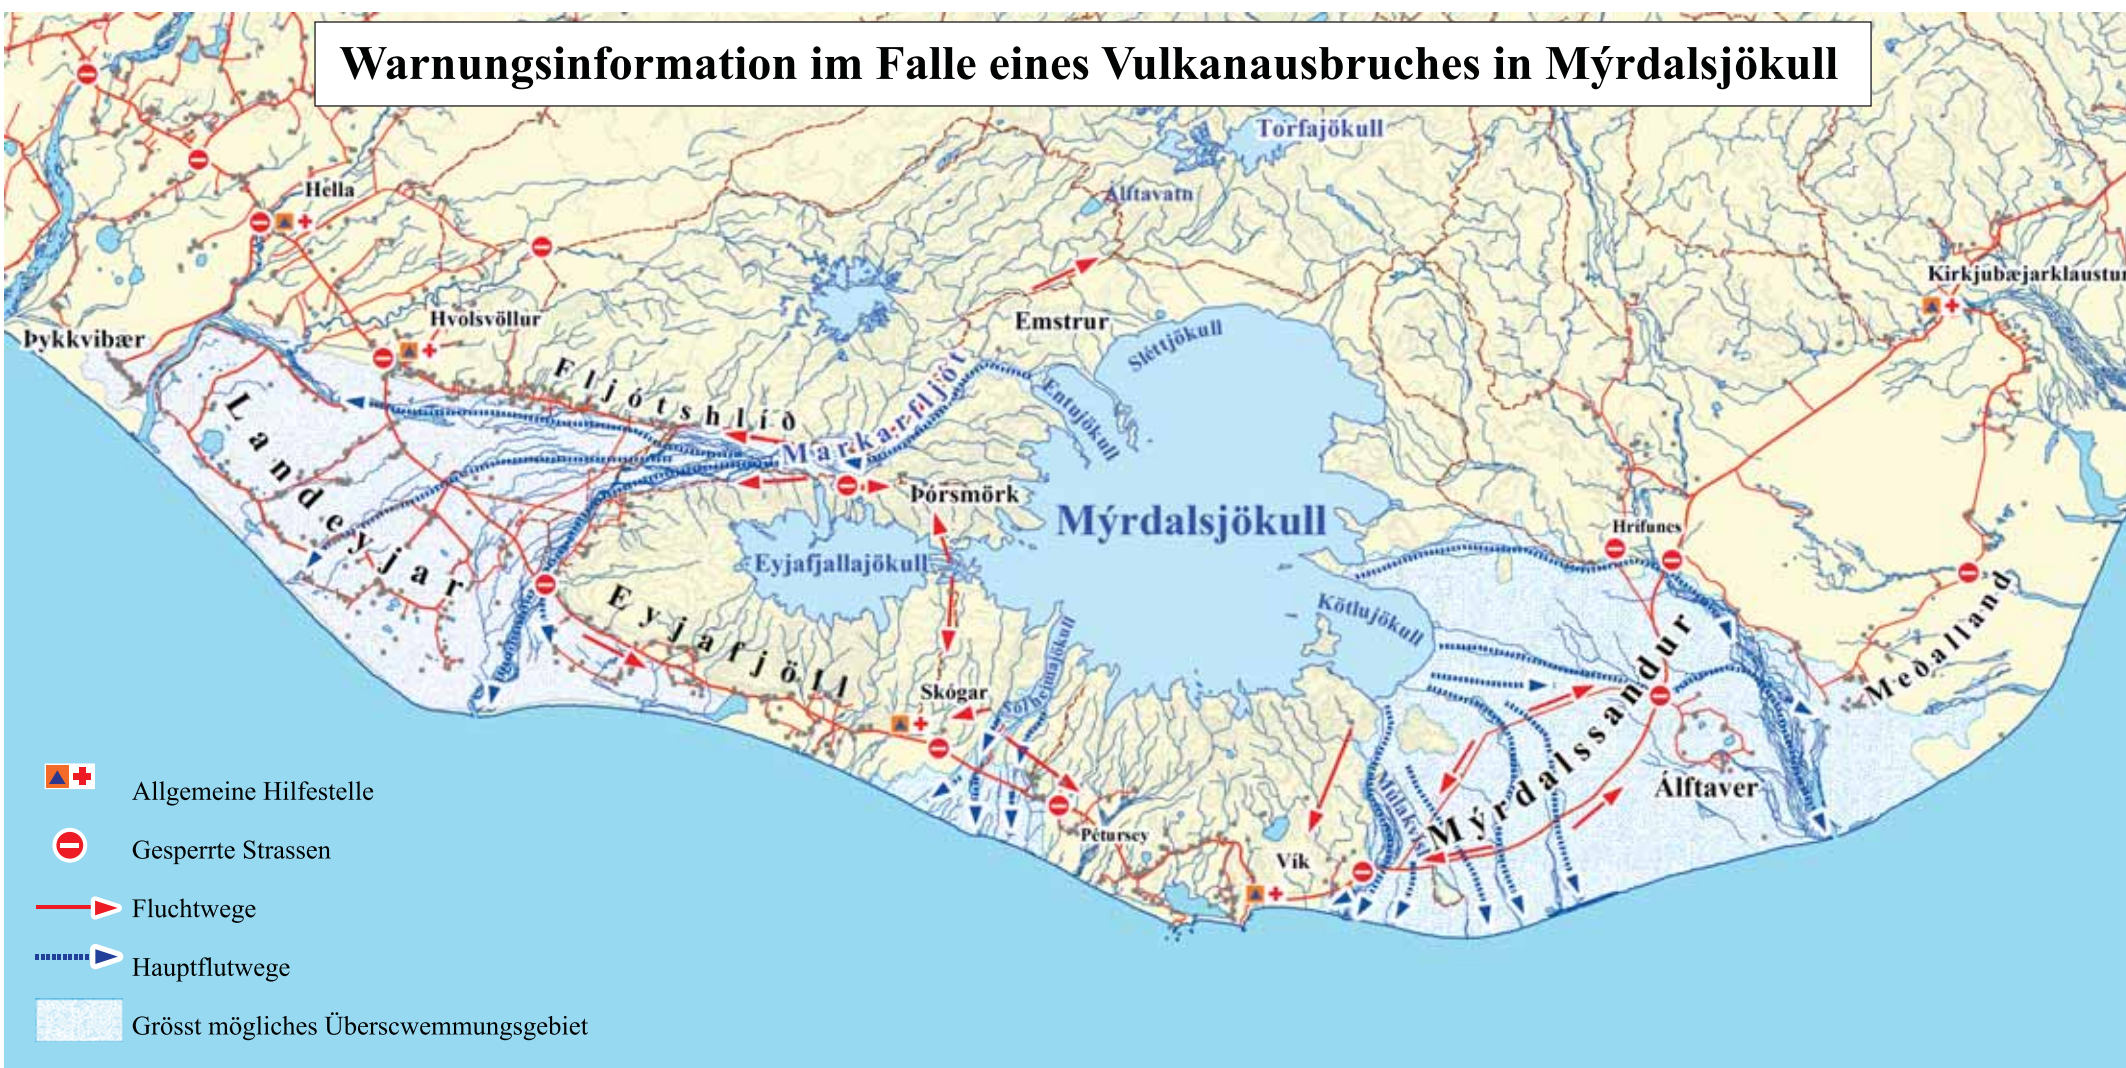 Warnungsinformation im Falle eines Vulkanausbruches in Mýrdalsjökull
Torfajökull
Álftavatn
Hella
Kirkjubæjarklaustur
Hvolsvöllur
Emstrur
Sléttjökull
Þykkvibær
Fljótshlíð
Markarfljót
Entujökull
Landeyjar
Þórsmörk
Mýrdalsjökull
Hrífunes
Eyjafjallajökull
Eyjafjöll
Kötlujökull
Meðalland
Sólheimajökull
Skógar
Mýrdalssandur
Álftaver
Múlakvísl
Pétursey
Vík
Allgemeine Hilfestelle
Gesperrte Strassen
Fluchtwege
Hauptflutwege
Grösst mögliches Überscwemmungsgebiet